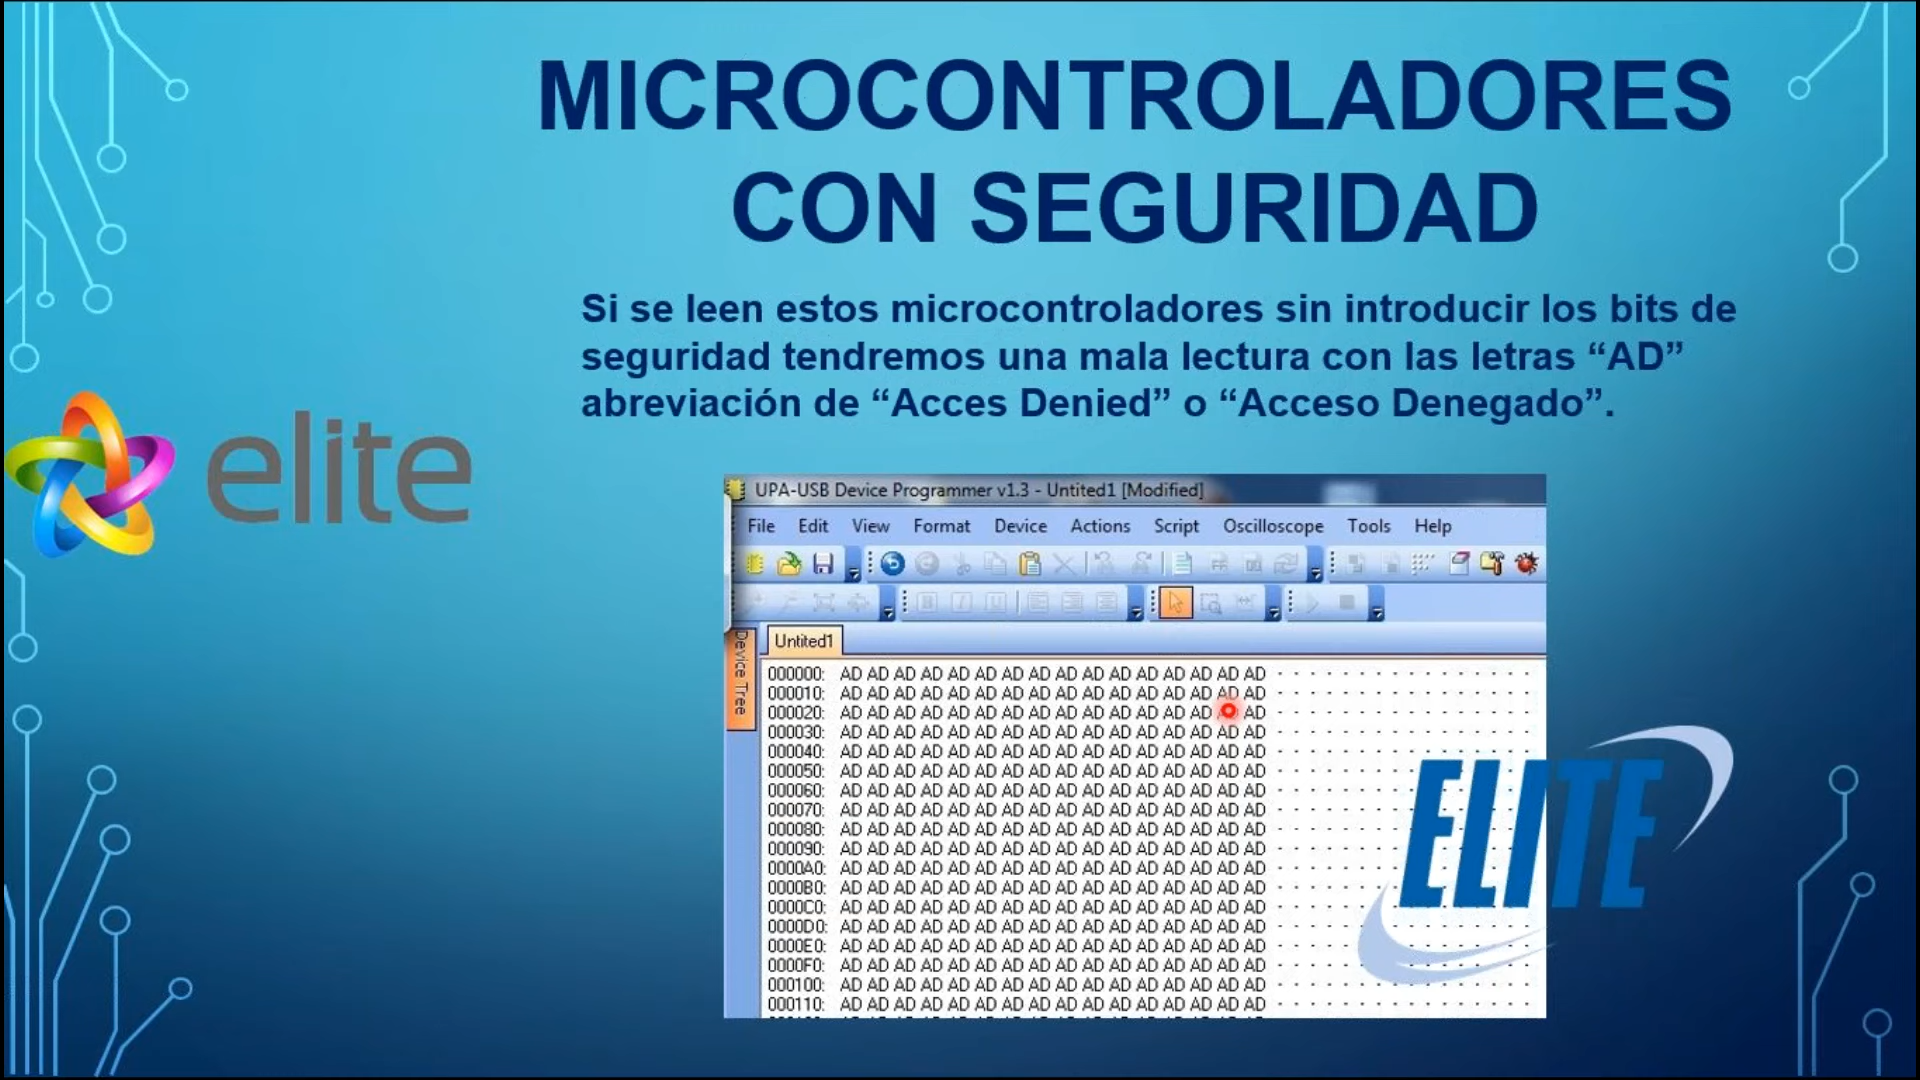 MICROCONTROLADORES
CON SEGURIDAD
Si se leen estos microcontroladores sin introducir los bits de
seguridad tendremos una mala lectura con las letras “AD”
abreviación de “Acces Denied” o “Acceso Denegado”.
elite
UPA-USB Device Programmer v1.3 - Untited1 [Modified]
File Edit View Format Device Actions Script Oscilloscope Tools Help
Untited1
Device Tree
000000: AD AD AD AD AD AD AD AD AD AD AD AD AD AD AD AD
000010: AD AD AD AD AD AD AD AD AD AD AD AD AD AD AD AD
000020: AD AD AD AD AD AD AD AD AD AD AD AD AD AD AD
000030: AD AD AD AD AD AD AD AD AD AD AD AD AD AD AD AD
000040: AD AD AD AD AD AD AD AD AD AD AD AD AD AD AD AD
000050: AD AD AD AD AD AD AD AD AD AD AD AD AD AD AD AD
000060: AD AD AD AD AD AD AD AD AD AD AD AD AD AD AD AD
000070: AD AD AD AD AD AD AD AD AD AD AD AD AD AD AD AD
000080: AD AD AD AD AD AD AD AD AD AD AD AD AD AD AD AD
000090: AD AD AD AD AD AD AD AD AD AD AD AD AD AD AD AD
0000A0: AD AD AD AD AD AD AD AD AD AD AD AD AD AD AD AD
0000B0: AD AD AD AD AD AD AD AD AD AD AD AD AD AD AD AD
0000C0: AD AD AD AD AD AD AD AD AD AD AD AD AD AD AD AD
0000D0: AD AD AD AD AD AD AD AD AD AD AD AD AD AD AD AD
0000E0: AD AD AD AD AD AD AD AD AD AD AD AD AD AD AD AD
0000F0: AD AD AD AD AD AD AD AD AD AD AD AD AD AD AD AD
000100: AD AD AD AD AD AD AD AD AD AD AD AD AD AD AD AD
000110: AD AD AD AD AD AD AD AD AD AD AD AD AD AD AD AD
ELITE